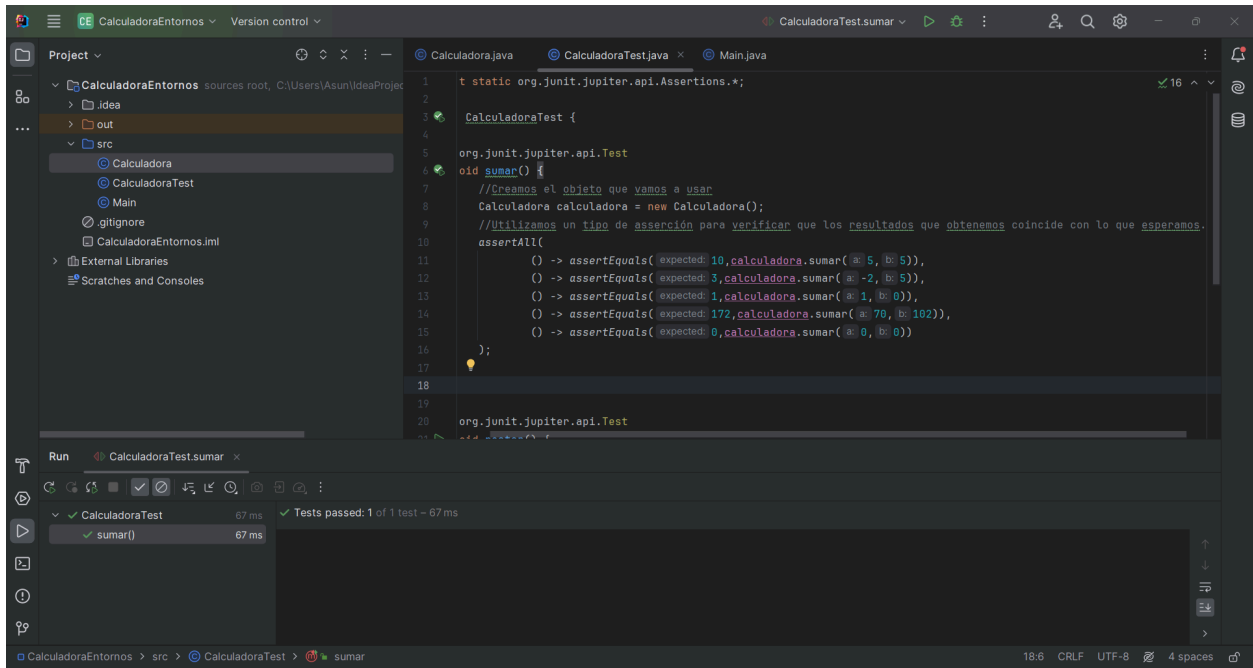 CE CalculadoraEntornos Version control CalculadoraTest.sumar
Project
Calculadora.java CalculadoraTest.java Main.java
CalculadoraEntornos sources root, C:\Users\Asun\IdeaProjec
.idea
out
src
Calculadora
CalculadoraTest
Main
.gitignore
CalculadoraEntornos.iml
External Libraries
Scratches and Consoles
16
1 t static org.junit.jupiter.api.Assertions.*;
2
3 CalculadoraTest {
4
5 org.junit.jupiter.api.Test
6 oid sumar() {
7 //Creamos el objeto que vamos a usar
8 Calculadora calculadora = new Calculadora();
9 //Utilizamos un tipo de asserción para verificar que los resultados que obtenemos coincide con lo que esperamos.
10 assertAll(
11 () -> assertEquals( expected: 10,calculadora.sumar( a: 5, b: 5)),
12 () -> assertEquals( expected: 3,calculadora.sumar( a: -2, b: 5)),
13 () -> assertEquals( expected: 1,calculadora.sumar( a: 1, b: 0)),
14 () -> assertEquals( expected: 172,calculadora.sumar( a: 70, b: 102)),
15 () -> assertEquals( expected: 0,calculadora.sumar( a: 0, b: 0))
16 );
17
18
19
20 org.junit.jupiter.api.Test
Run CalculadoraTest.sumar
CalculadoraTest 67 ms
sumar() 67 ms
Tests passed: 1 of 1 test – 67 ms
CalculadoraEntornos > src > CalculadoraTest > sumar
18:6 CRLF UTF-8 4 spaces